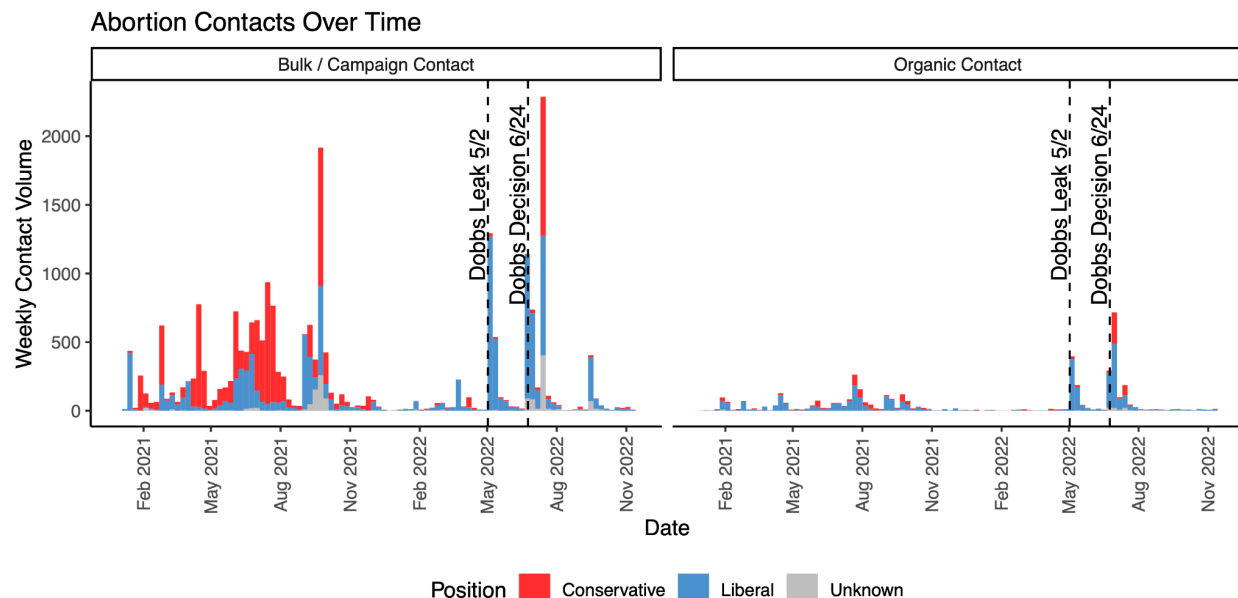 Abortion Contacts Over Time
Bulk / Campaign Contact
Organic Contact
Weekly Contact Volume
2000
1500
1000
500
0
Dobbs Leak 5/2
Dobbs Decision 6/24
Dobbs Leak 5/2
Dobbs Decision 6/24
Feb 2021
May 2021
Aug 2021
Nov 2021
Feb 2022
May 2022
Aug 2022
Nov 2022
Feb 2021
May 2021
Aug 2021
Nov 2021
Feb 2022
May 2022
Aug 2022
Nov 2022
Date
Position Conservative Liberal Unknown